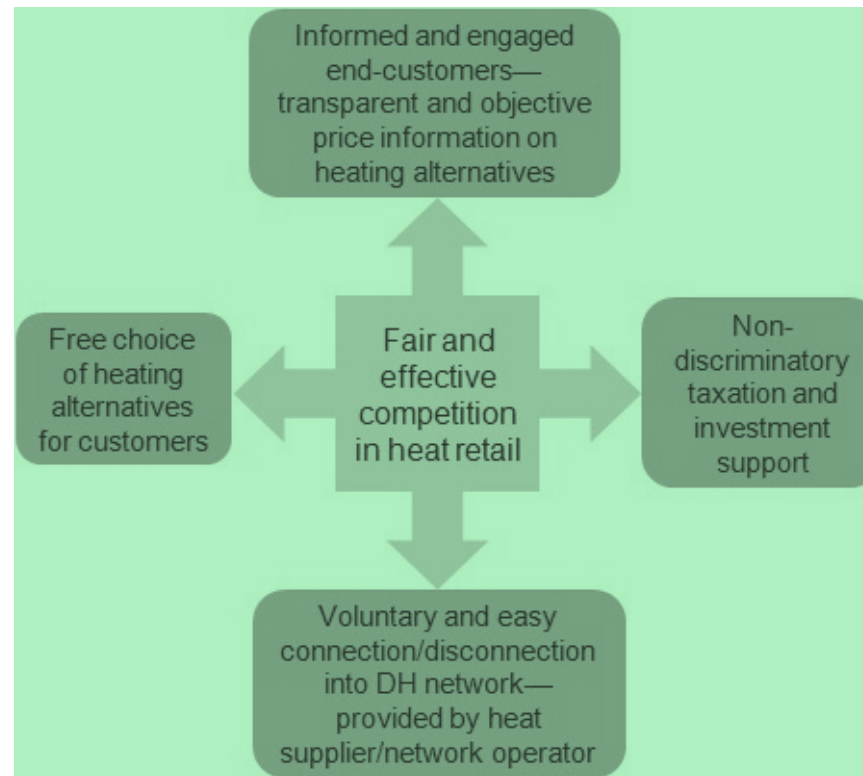 Informed and engaged
end-customers—
transparent and objective
price information on
heating alternatives
Free choice
of heating
alternatives
for customers
Fair and
effective
competition
in heat retail
Non-
discriminatory
taxation and
investment
support
Voluntary and easy
connection/disconnection
into DH network—
provided by heat
supplier/network operator